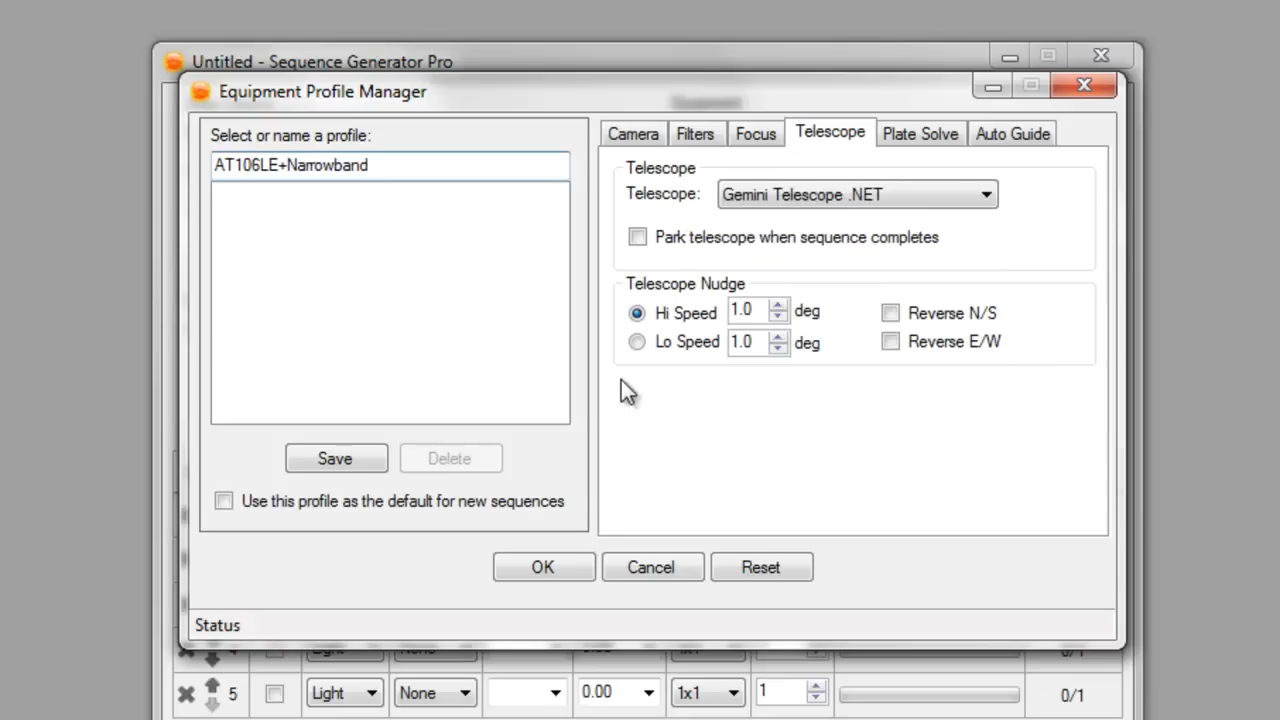 Untitled - Sequence Generator Pro
Equipment Profile Manager
Select or name a profile:
AT106LE+Narrowband
Save
Delete
Use this profile as the default for new sequences
Camera
Filters
Focus
Telescope
Plate Solve
Auto Guide
Telescope
Telescope:
Gemini Telescope .NET
Park telescope when sequence completes
Telescope Nudge
Hi Speed 1.0 deg
Reverse N/S
Lo Speed 1.0 deg
Reverse E/W
OK
Cancel
Reset
Status
5 Light None 0.00 1x1 1 0/1